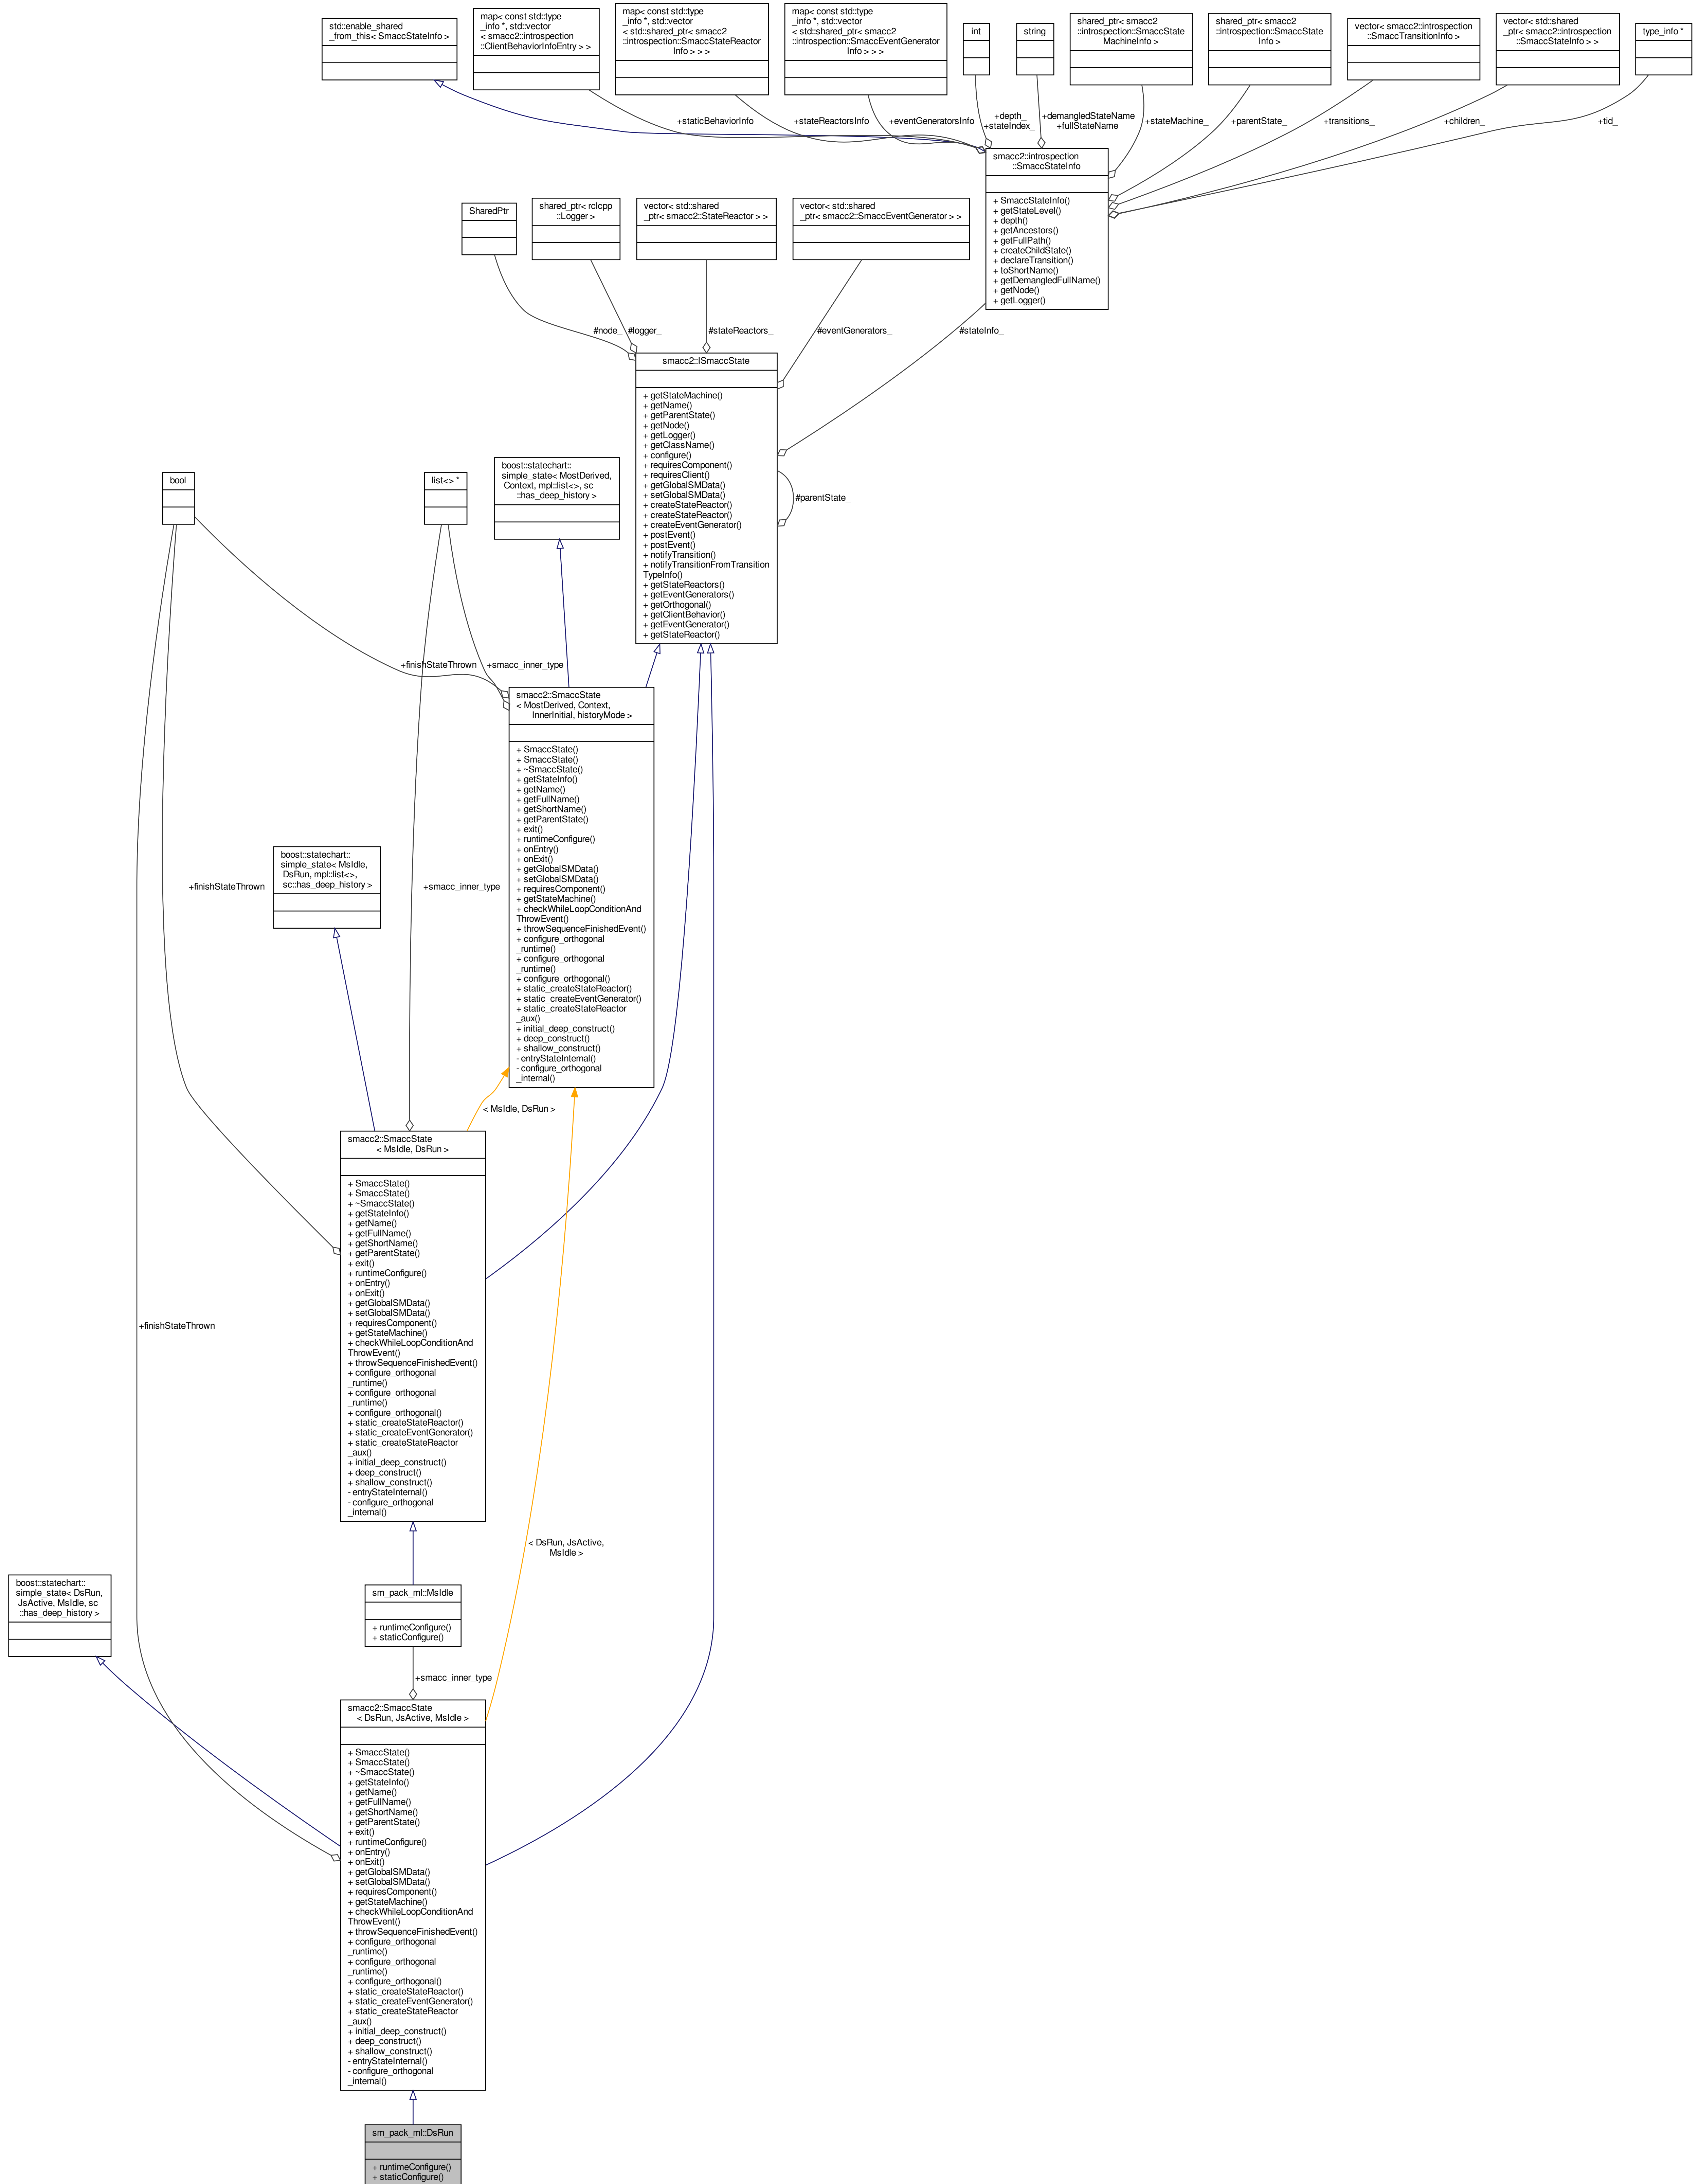 std::enable_shared
_from_this< SmaccStateInfo >
map< const std::type
_info *, std::vector
< smacc2::introspection
::ClientBehaviorInfoEntry > >
map< const std::type
_info *, std::vector
< std::shared_ptr< smacc2
::introspection::SmaccStateReactor
Info > > >
map< const std::type
_info *, std::vector
< std::shared_ptr< smacc2
::introspection::SmaccEventGenerator
Info > > >
int
string
shared_ptr< smacc2
::introspection::SmaccState
MachineInfo >
shared_ptr< smacc2
::introspection::SmaccState
Info >
vector< smacc2::introspection
::SmaccTransitionInfo >
vector< std::shared
_ptr< smacc2::introspection
::SmaccStateInfo > >
type_info *
+staticBehaviorInfo
+stateReactorsInfo
+eventGeneratorsInfo
+depth_
+stateIndex_
+demangledStateName
+fullStateName
+stateMachine_
+parentState_
+transitions_
+children_
+tid_
smacc2::introspection
::SmaccStateInfo
+ SmaccStateInfo()
+ getStateLevel()
+ depth()
+ getAncestors()
+ getFullPath()
+ createChildState()
+ declareTransition()
+ toShortName()
+ getDemangledFullName()
+ getNode()
+ getLogger()
SharedPtr
shared_ptr< rclcpp
::Logger >
vector< std::shared
_ptr< smacc2::StateReactor > >
vector< std::shared
_ptr< smacc2::SmaccEventGenerator > >
#node_
#logger_
#stateReactors_
#eventGenerators_
#stateInfo_
smacc2::ISmaccState
+ getStateMachine()
+ getName()
+ getParentState()
+ getNode()
+ getLogger()
+ getClassName()
+ configure()
+ requiresComponent()
+ requiresClient()
+ getGlobalSMData()
+ setGlobalSMData()
+ createStateReactor()
+ createStateReactor()
+ createEventGenerator()
+ postEvent()
+ postEvent()
+ notifyTransition()
+ notifyTransitionFromTransition
TypeInfo()
+ getStateReactors()
+ getEventGenerators()
+ getOrthogonal()
+ getClientBehavior()
+ getEventGenerator()
+ getStateReactor()
#parentState_
bool
list<> *
boost::statechart::
simple_state< MostDerived,
Context, mpl::list<>, sc
::has_deep_history >
+finishStateThrown
+smacc_inner_type
smacc2::SmaccState
< MostDerived, Context,
InnerInitial, historyMode >
+ SmaccState()
+ SmaccState()
+ ~SmaccState()
+ getStateInfo()
+ getName()
+ getFullName()
+ getShortName()
+ getParentState()
+ exit()
+ runtimeConfigure()
+ onEntry()
+ onExit()
+ getGlobalSMData()
+ setGlobalSMData()
+ requiresComponent()
+ getStateMachine()
+ checkWhileLoopConditionAnd
ThrowEvent()
+ throwSequenceFinishedEvent()
+ configure_orthogonal
_runtime()
+ configure_orthogonal
_runtime()
+ configure_orthogonal()
+ static_createStateReactor()
+ static_createEventGenerator()
+ static_createStateReactor
_aux()
+ initial_deep_construct()
+ deep_construct()
+ shallow_construct()
- entryStateInternal()
- configure_orthogonal
_internal()
boost::statechart::
simple_state< MsIdle,
DsRun, mpl::list<>,
sc::has_deep_history >
+finishStateThrown
+smacc_inner_type
< MsIdle, DsRun >
smacc2::SmaccState
< MsIdle, DsRun >
+ SmaccState()
+ SmaccState()
+ ~SmaccState()
+ getStateInfo()
+ getName()
+ getFullName()
+ getShortName()
+ getParentState()
+ exit()
+ runtimeConfigure()
+ onEntry()
+ onExit()
+ getGlobalSMData()
+ setGlobalSMData()
+ requiresComponent()
+ getStateMachine()
+ checkWhileLoopConditionAnd
ThrowEvent()
+ throwSequenceFinishedEvent()
+ configure_orthogonal
_runtime()
+ configure_orthogonal
_runtime()
+ configure_orthogonal()
+ static_createStateReactor()
+ static_createEventGenerator()
+ static_createStateReactor
_aux()
+ initial_deep_construct()
+ deep_construct()
+ shallow_construct()
- entryStateInternal()
- configure_orthogonal
_internal()
+finishStateThrown
< DsRun, JsActive,
MsIdle >
boost::statechart::
simple_state< DsRun,
JsActive, MsIdle, sc
::has_deep_history >
sm_pack_ml::MsIdle
+ runtimeConfigure()
+ staticConfigure()
+smacc_inner_type
smacc2::SmaccState
< DsRun, JsActive, MsIdle >
+ SmaccState()
+ SmaccState()
+ ~SmaccState()
+ getStateInfo()
+ getName()
+ getFullName()
+ getShortName()
+ getParentState()
+ exit()
+ runtimeConfigure()
+ onEntry()
+ onExit()
+ getGlobalSMData()
+ setGlobalSMData()
+ requiresComponent()
+ getStateMachine()
+ checkWhileLoopConditionAnd
ThrowEvent()
+ throwSequenceFinishedEvent()
+ configure_orthogonal
_runtime()
+ configure_orthogonal
_runtime()
+ configure_orthogonal()
+ static_createStateReactor()
+ static_createEventGenerator()
+ static_createStateReactor
_aux()
+ initial_deep_construct()
+ deep_construct()
+ shallow_construct()
- entryStateInternal()
- configure_orthogonal
_internal()
sm_pack_ml::DsRun
+ runtimeConfigure()
+ staticConfigure()